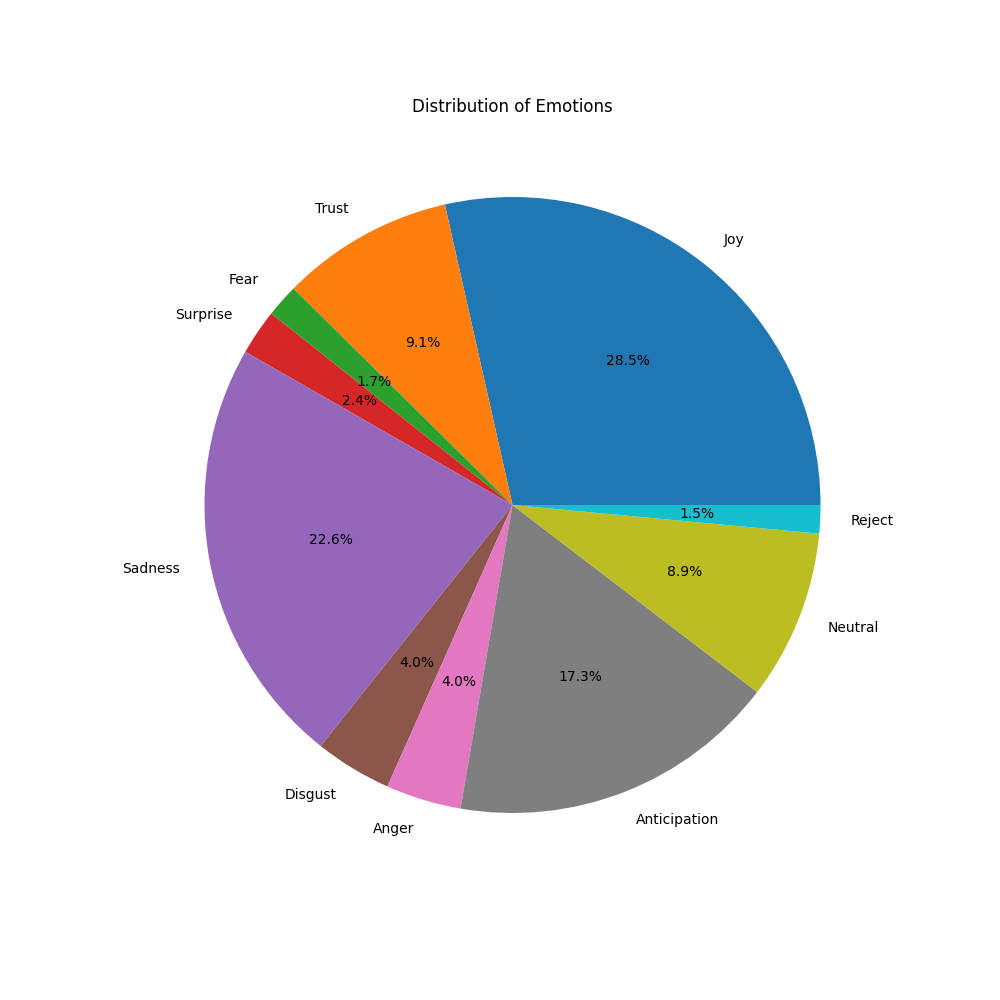 Distribution of Emotions
Joy
28.5%
Trust
9.1%
Fear
1.7%
Surprise
2.4%
Sadness
22.6%
Disgust
4.0%
Anger
4.0%
Anticipation
17.3%
Neutral
8.9%
Reject
1.5%